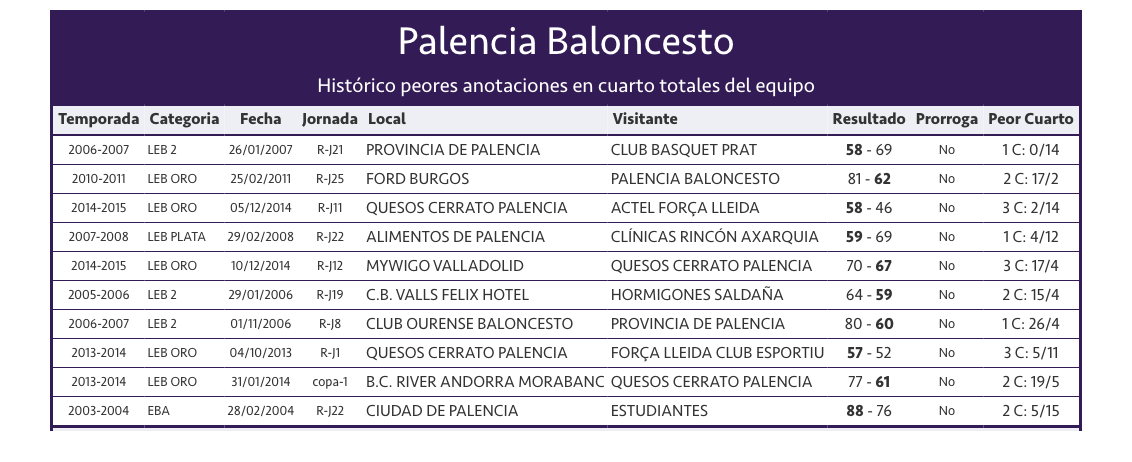 Palencia Baloncesto
Histórico peores anotaciones en cuarto totales del equipo
Temporada Categoria Fecha Jornada Local Visitante Resultado Prorroga Peor Cuarto
2006-2007 LEB 2 26/01/2007 R-J21 PROVINCIA DE PALENCIA CLUB BASQUET PRAT 58 - 69 No 1 C: 0/14
2010-2011 LEB ORO 25/02/2011 R-J25 FORD BURGOS PALENCIA BALONCESTO 81 - 62 No 2 C: 17/2
2014-2015 LEB ORO 05/12/2014 R-J11 QUESOS CERRATO PALENCIA ACTEL FORÇA LLEIDA 58 - 46 No 3 C: 2/14
2007-2008 LEB PLATA 29/02/2008 R-J22 ALIMENTOS DE PALENCIA CLÍNICAS RINCÓN AXARQUIA 59 - 69 No 1 C: 4/12
2014-2015 LEB ORO 10/12/2014 R-J12 MYWIGO VALLADOLID QUESOS CERRATO PALENCIA 70 - 67 No 3 C: 17/4
2005-2006 LEB 2 29/01/2006 R-J19 C.B. VALLS FELIX HOTEL HORMIGONES SALDAÑA 64 - 59 No 2 C: 15/4
2006-2007 LEB 2 01/11/2006 R-J8 CLUB OURENSE BALONCESTO PROVINCIA DE PALENCIA 80 - 60 No 1 C: 26/4
2013-2014 LEB ORO 04/10/2013 R-J1 QUESOS CERRATO PALENCIA FORÇA LLEIDA CLUB ESPORTIU 57 - 52 No 3 C: 5/11
2013-2014 LEB ORO 31/01/2014 copa-1 B.C. RIVER ANDORRA MORABANC QUESOS CERRATO PALENCIA 77 - 61 No 2 C: 19/5
2003-2004 EBA 28/02/2004 R-J22 CIUDAD DE PALENCIA ESTUDIANTES 88 - 76 No 2 C: 5/15